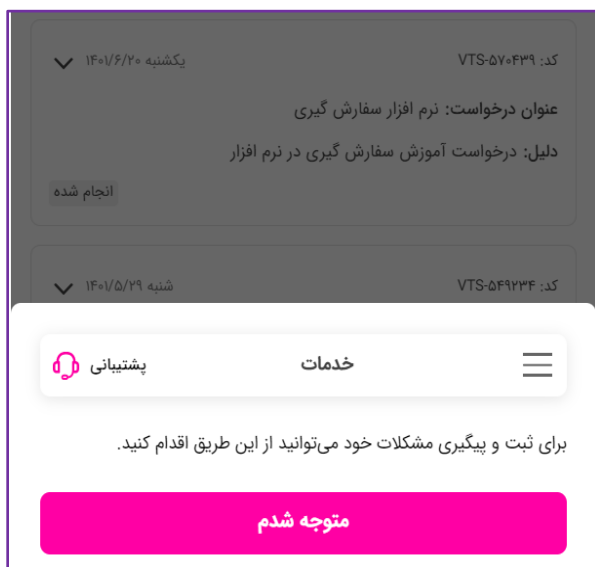 کد: VTS-۵۷۰۴۳۹ یکشنبه ۱۴۰۱/۶/۲۰
عنوان درخواست: نرم افزار سفارش گیری
دلیل: درخواست آموزش سفارش گیری در نرم افزار
انجام شده
کد: VTS-۵۴۹۲۳۴ شنبه ۱۴۰۱/۵/۲۹
خدمات پشتیبانی
برای ثبت و پیگیری مشکلات خود می‌توانید از این طریق اقدام کنید.
متوجه شدم